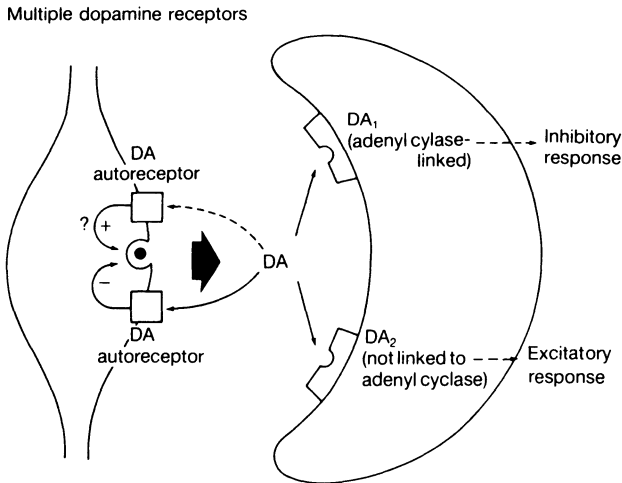 Multiple dopamine receptors
DA
autoreceptor
?
+
−
DA
autoreceptor
DA
DA₁
(adenyl cylase-
linked)
Inhibitory
response
DA₂
(not linked to
adenyl cyclase)
Excitatory
response